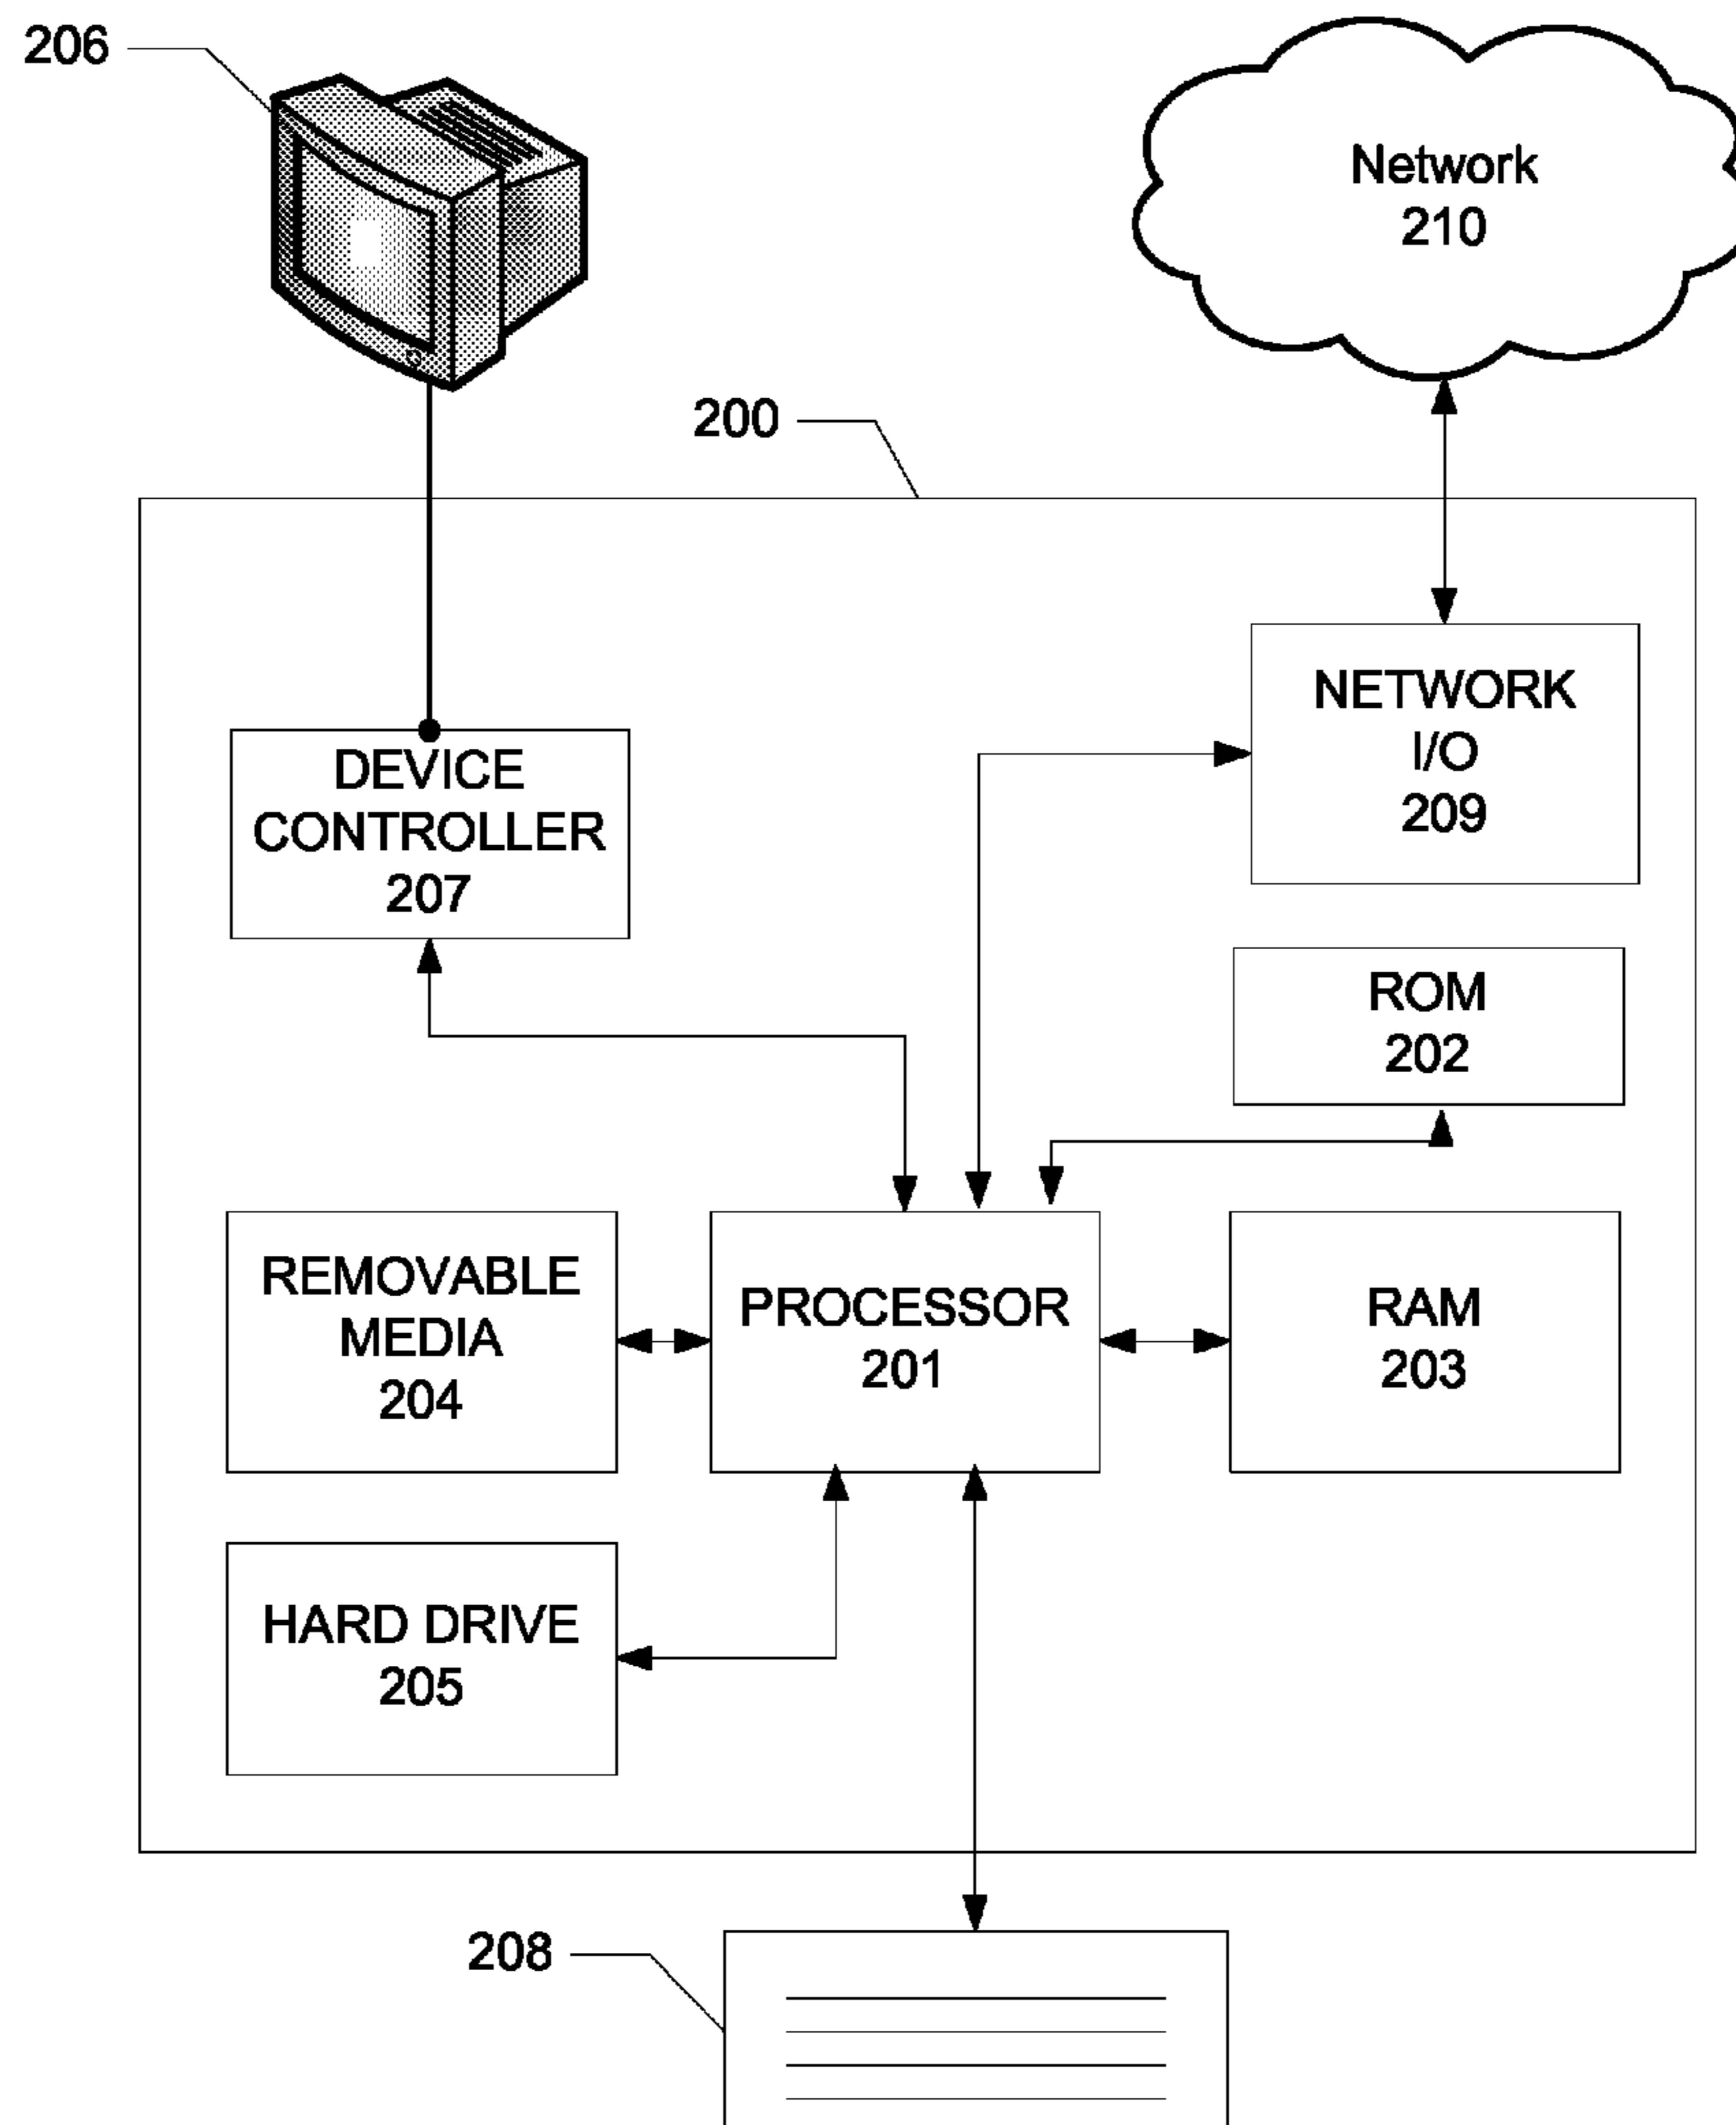 206
Network
210
200
NETWORK
I/O
209
DEVICE
CONTROLLER
207
ROM
202
REMOVABLE
MEDIA
204
PROCESSOR
201
RAM
203
HARD DRIVE
205
208